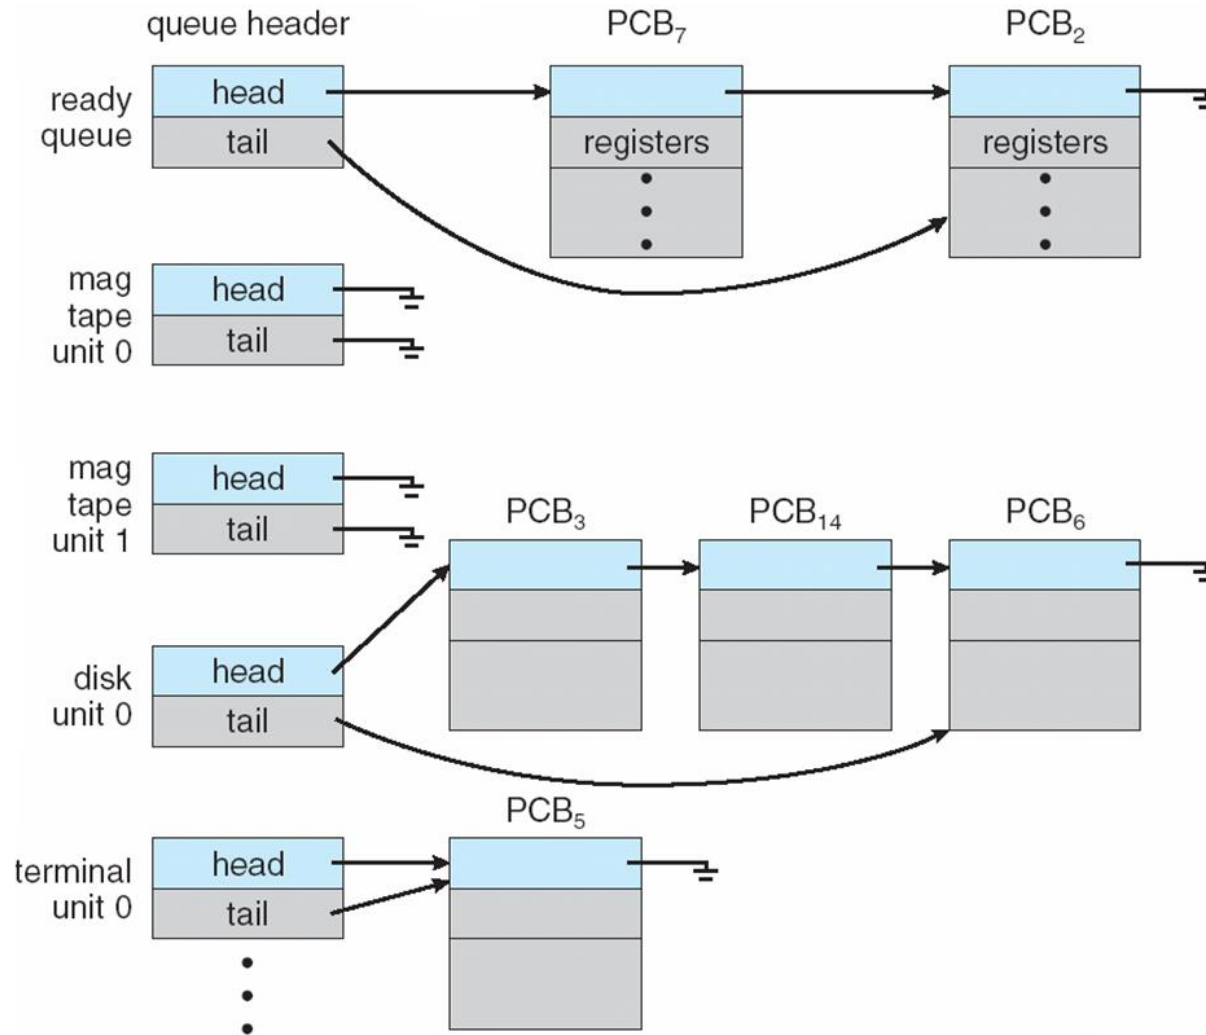 queue header
PCB₇
PCB₂
ready
queue
head
tail
registers
registers
mag
tape
unit 0
head
tail
mag
tape
unit 1
head
tail
PCB₃
PCB₁₄
PCB₆
disk
unit 0
head
tail
PCB₅
terminal
unit 0
head
tail